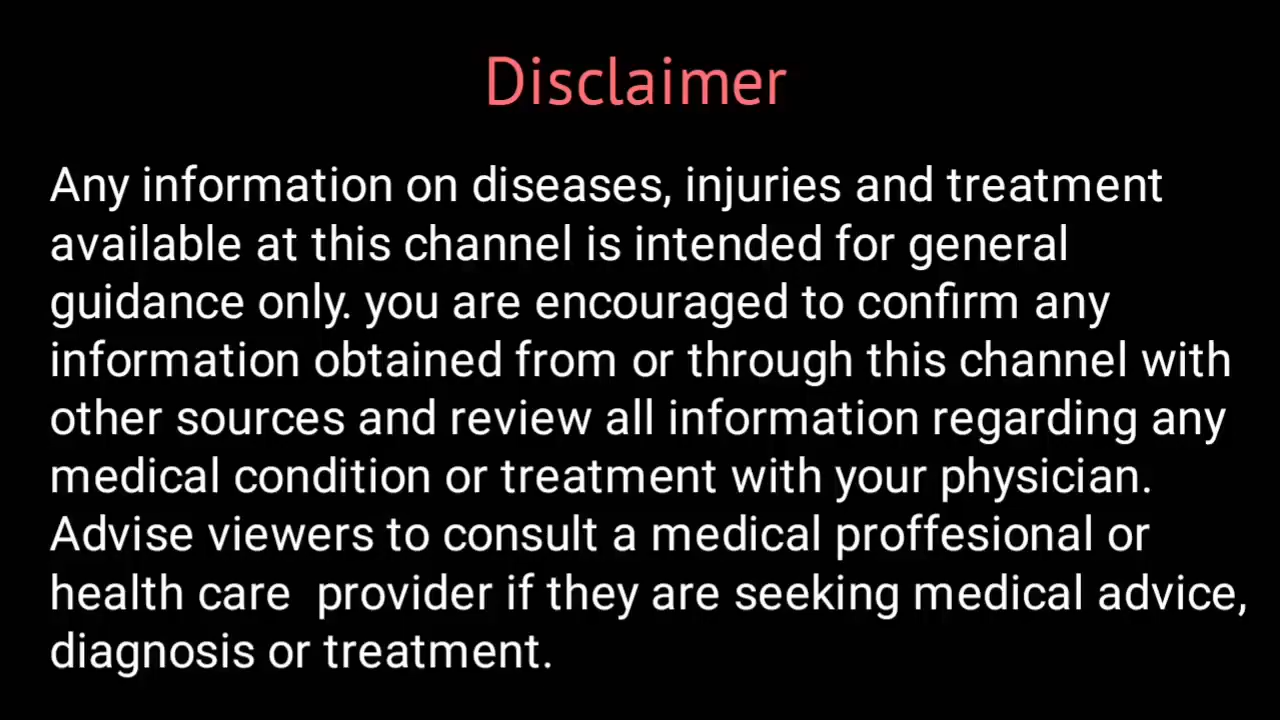 Disclaimer
Any information on diseases, injuries and treatment
available at this channel is intended for general
guidance only. you are encouraged to confirm any
information obtained from or through this channel with
other sources and review all information regarding any
medical condition or treatment with your physician.
Advise viewers to consult a medical proffesional or
health care  provider if they are seeking medical advice,
diagnosis or treatment.